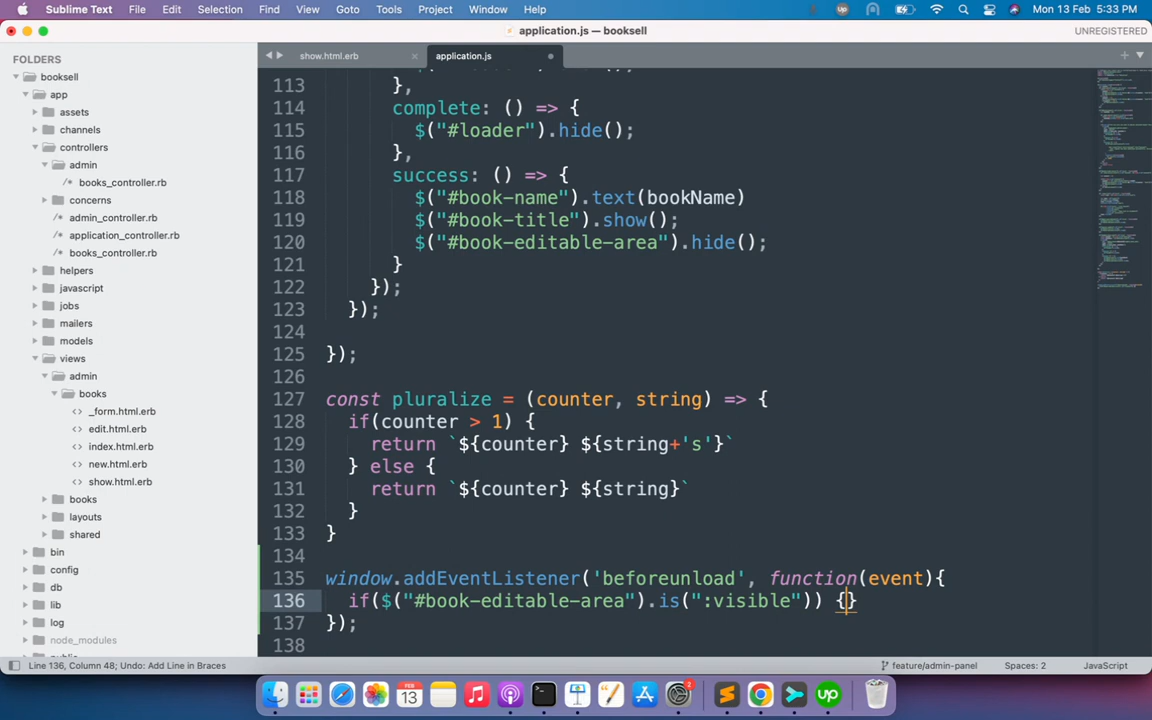 Sublime Text File Edit Selection Find View Goto Tools Project Window Help Mon 13 Feb 5:33 PM
application.js — booksell UNREGISTERED
FOLDERS
booksell
app
assets
channels
controllers
admin
books_controller.rb
concerns
admin_controller.rb
application_controller.rb
books_controller.rb
helpers
javascript
jobs
mailers
models
views
admin
books
_form.html.erb
edit.html.erb
index.html.erb
new.html.erb
show.html.erb
books
layouts
shared
bin
config
db
lib
log
node_modules
show.html.erb application.js
113 },
114 complete: () => {
115 $("#loader").hide();
116 },
117 success: () => {
118 $("#book-name").text(bookName)
119 $("#book-title").show();
120 $("#book-editable-area").hide();
121 }
122 });
123 });
124
125 });
126
127 const pluralize = (counter, string) => {
128 if(counter > 1) {
129 return `${counter} ${string+'s'}`
130 } else {
131 return `${counter} ${string}`
132 }
133 }
134
135 window.addEventListener('beforeunload', function(event){
136 if($("#book-editable-area").is(":visible")) {}
137 });
138
Line 136, Column 48; Undo: Add Line in Braces feature/admin-panel Spaces: 2 JavaScript